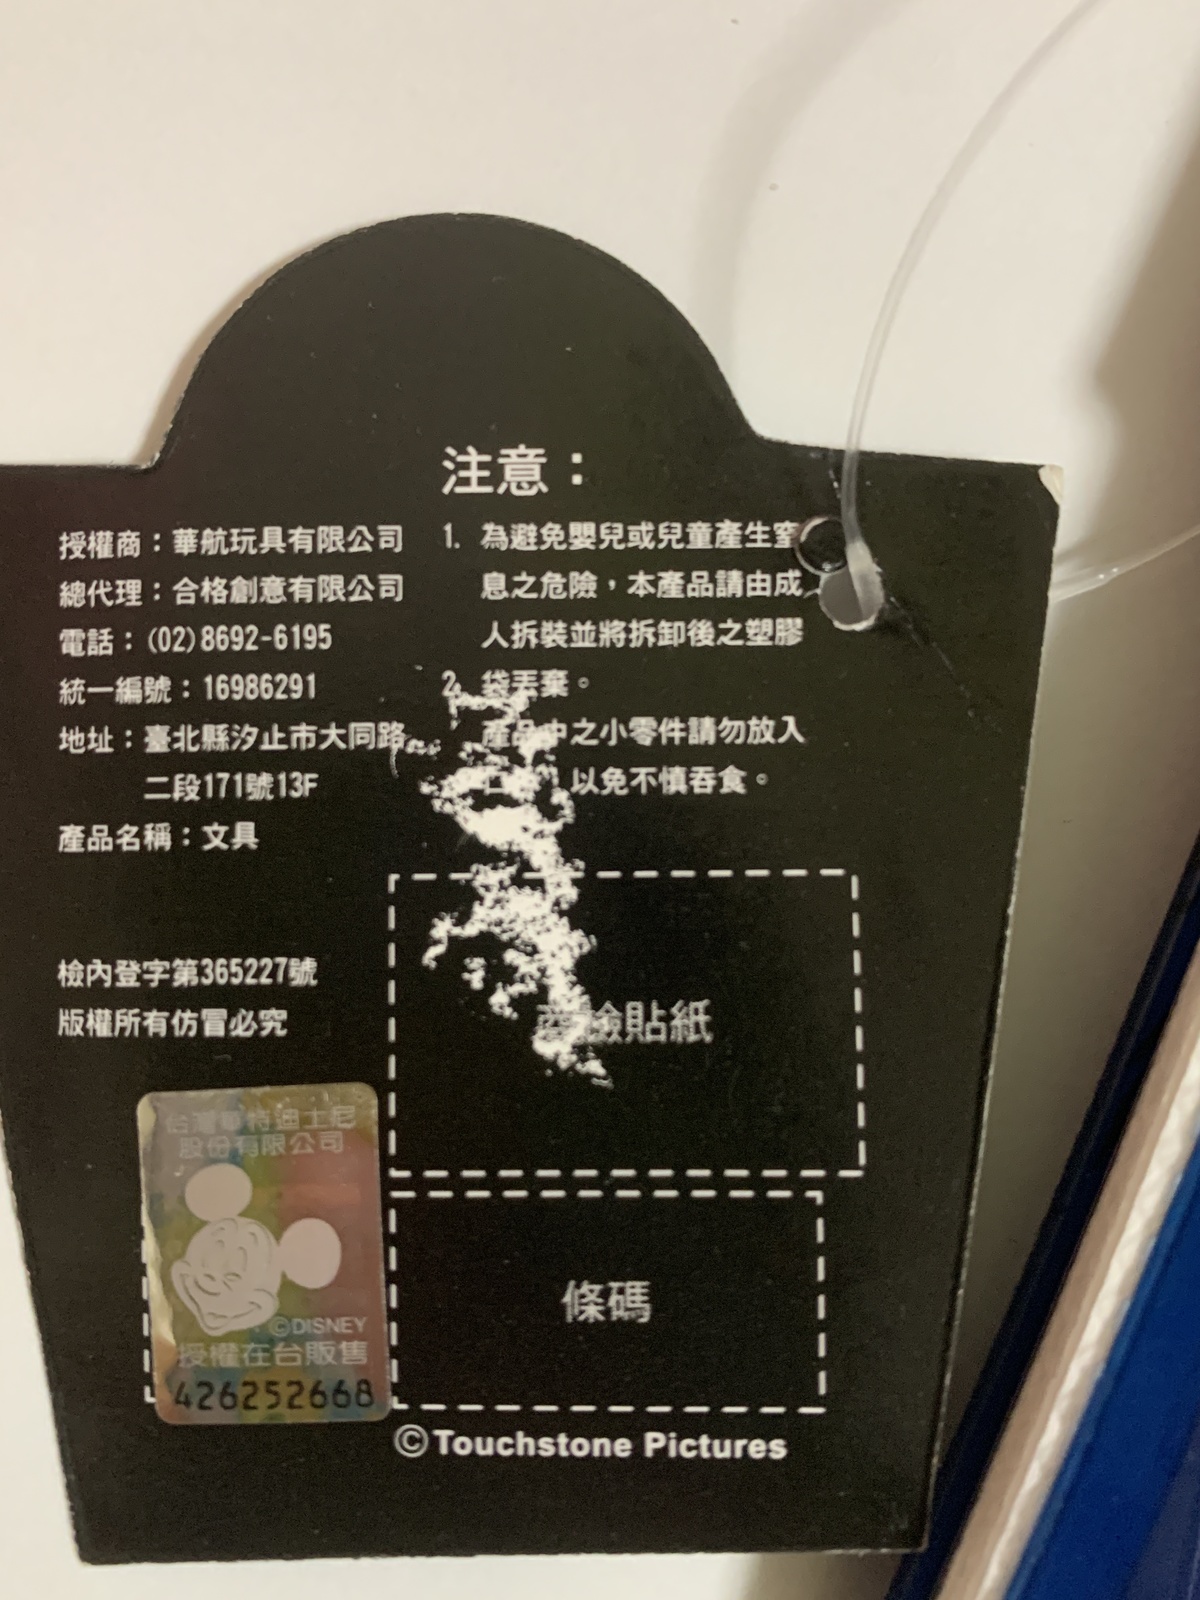 授權商：華航玩具有限公司
總代理：合格創意有限公司
電話：(02)8692-6195
統一編號：16986291
地址：臺北縣汐止市大同路
二段171號13F
產品名稱：文具
檢內登字第365227號
版權所有仿冒必究
注意：
1. 為避免嬰兒或兒童產生窒
息之危險，本產品請由成
人拆裝並將拆卸後之塑膠
2. 袋丟棄。
產品中之小零件請勿放入
以免不慎吞食。
貼紙
條碼
台灣華特迪士尼
股份有限公司
©DISNEY
授權在台販售
426252668
©Touchstone Pictures